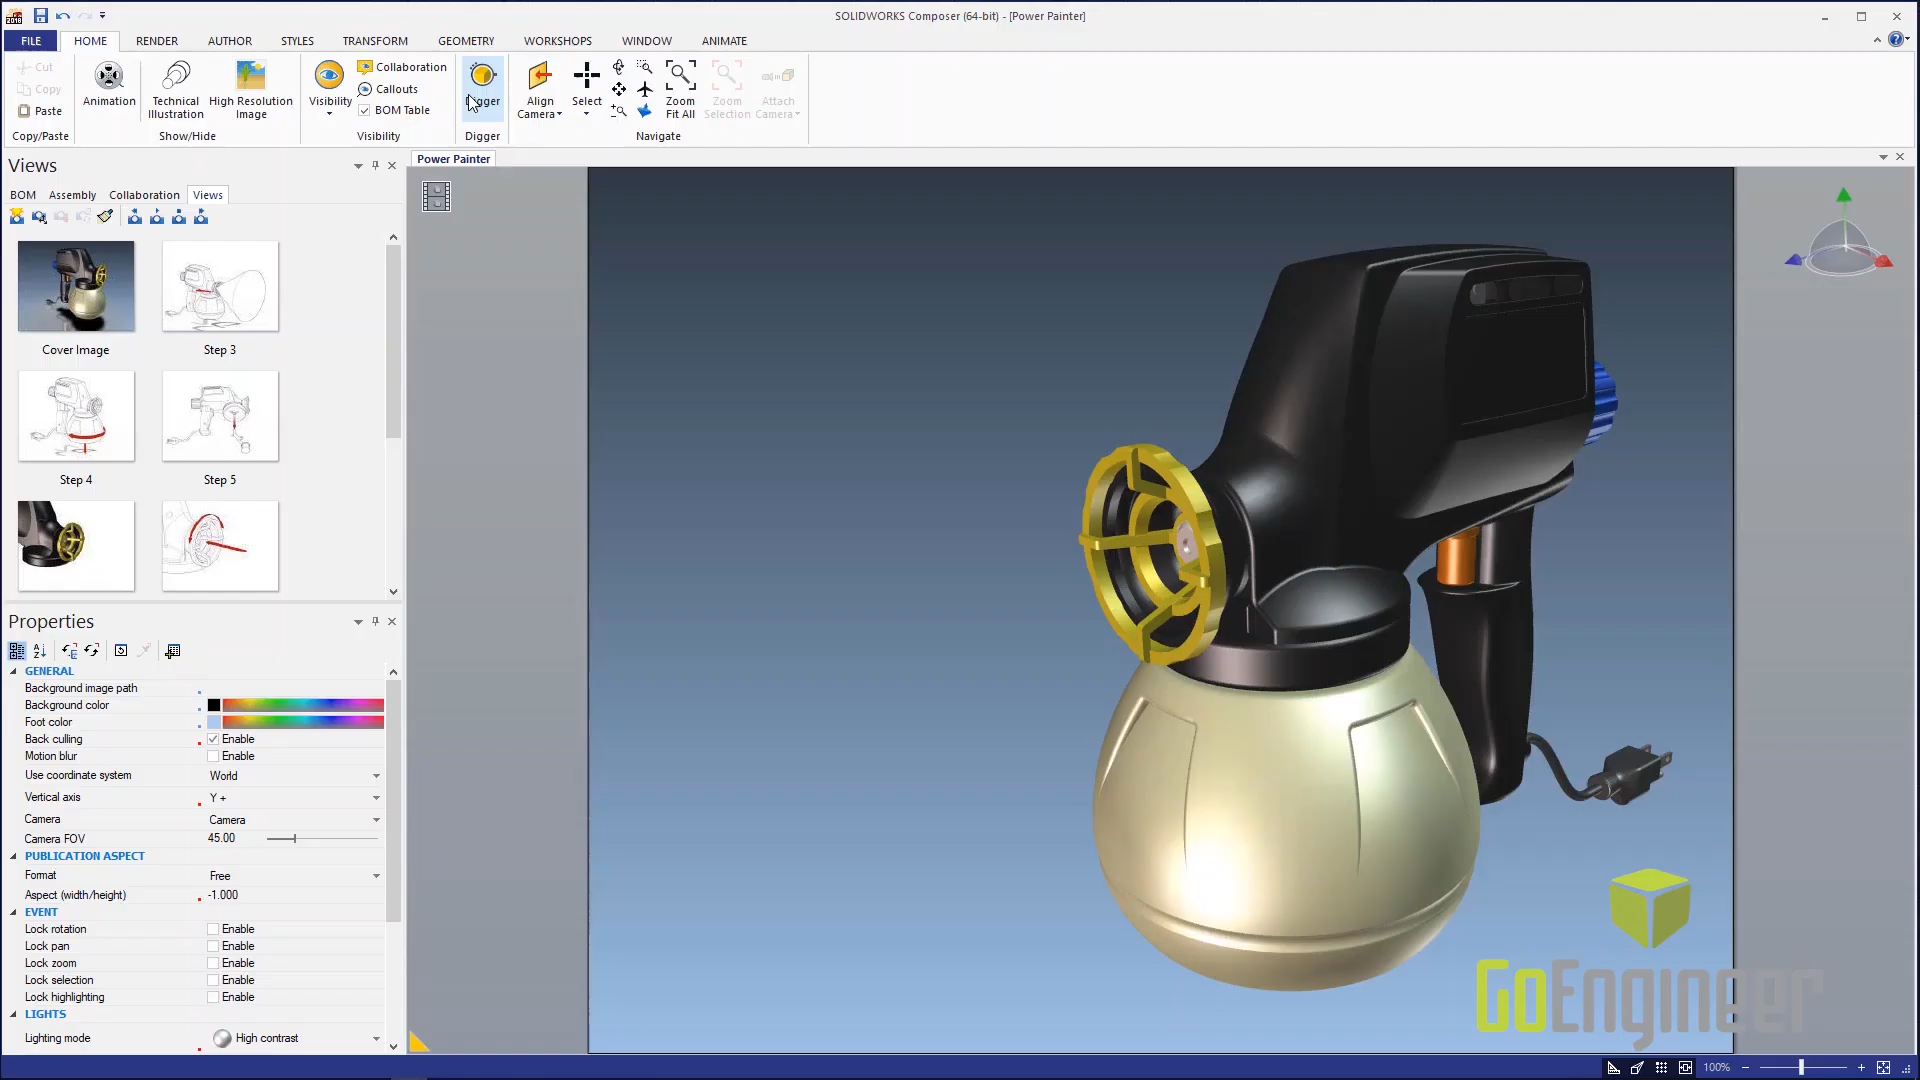 SOLIDWORKS Composer (64-bit) - [Power Painter]
FILE HOME RENDER AUTHOR STYLES TRANSFORM GEOMETRY WORKSHOPS WINDOW ANIMATE
Cut
Copy
Paste
Copy/Paste
Animation
Technical
Illustration
High Resolution
Image
Show/Hide
Visibility
Collaboration
Callouts
BOM Table
Visibility
Digger
Align
Camera
Select
Zoom
Fit All
Zoom
Selection
Attach
Camera
Navigate
Views
BOM Assembly Collaboration Views
Cover Image
Step 3
Step 4
Step 5
Power Painter
Properties
GENERAL
Background image path
Background color
Foot color
Back culling Enable
Motion blur Enable
Use coordinate system World
Vertical axis Y +
Camera Camera
Camera FOV 45.00
PUBLICATION ASPECT
Format Free
Aspect (width/height) -1.000
EVENT
Lock rotation Enable
Lock pan Enable
Lock zoom Enable
Lock selection Enable
Lock highlighting Enable
LIGHTS
Lighting mode High contrast
GoEngineer
100%